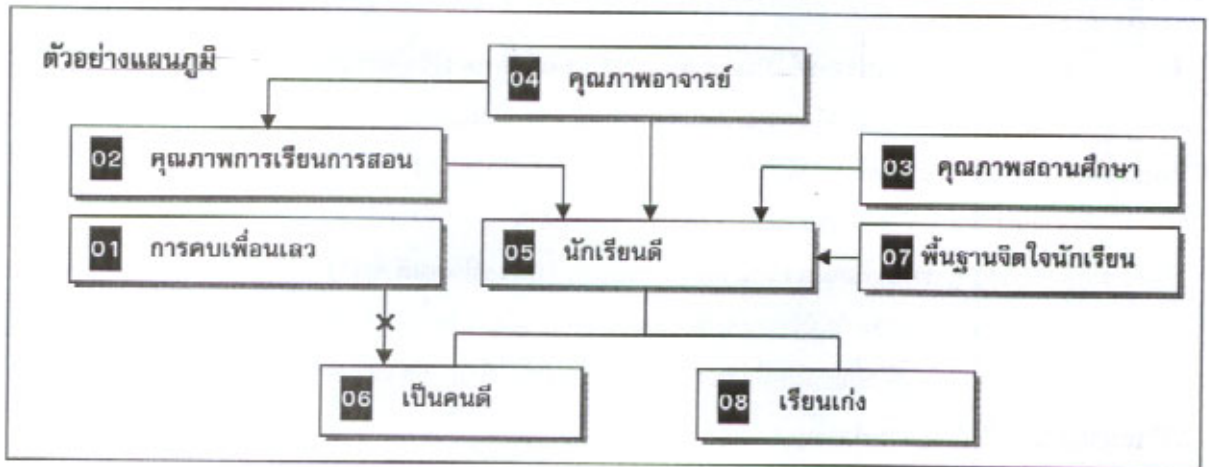 ตัวอย่างแผนภูมิ
04 คุณภาพอาจารย์
02 คุณภาพการเรียนการสอน
03 คุณภาพสถานศึกษา
01 การคบเพื่อนเลว
05 นักเรียนดี
07 พื้นฐานจิตใจนักเรียน
06 เป็นคนดี
08 เรียนเก่ง